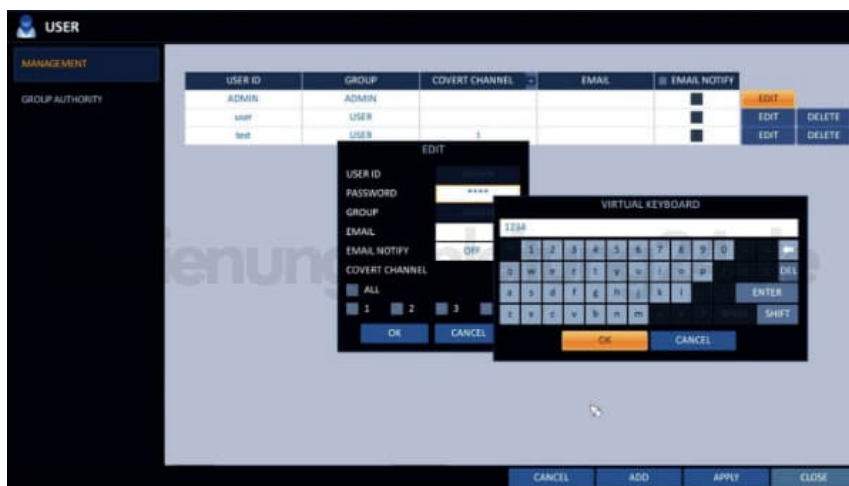 USER
MANAGEMENT
GROUP AUTHORITY
USER ID GROUP COVERT CHANNEL EMAIL EMAIL NOTIFY
ADMIN ADMIN EDIT
user USER EDIT DELETE
test USER 1 EDIT DELETE
EDIT
USER ID
PASSWORD ****
GROUP
EMAIL
EMAIL NOTIFY OFF
COVERT CHANNEL
ALL
1 2 3
OK CANCEL
VIRTUAL KEYBOARD
1234
1 2 3 4 5 6 7 8 9 0
q w e r t y u i o p DEL
a s d f g h j k l ENTER
z x c v b n m SHIFT
OK CANCEL
CANCEL ADD APPLY CLOSE